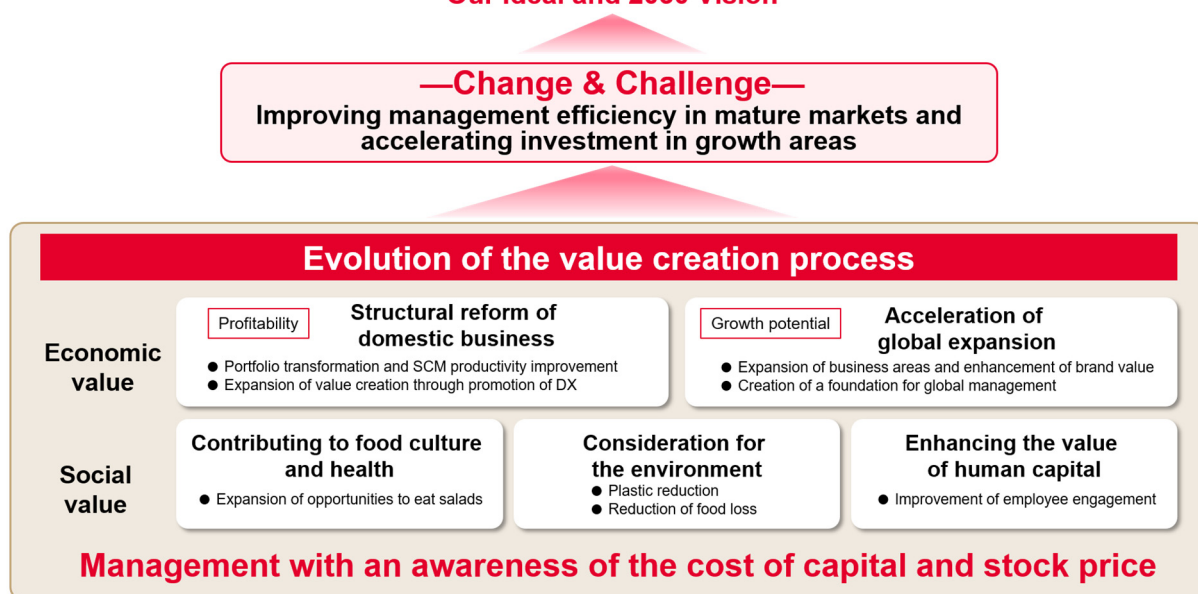 Our Ideal and 2030 Vision
—Change & Challenge—
Improving management efficiency in mature markets and
accelerating investment in growth areas
Evolution of the value creation process
Economic
value
Profitability
Structural reform of
domestic business
● Portfolio transformation and SCM productivity improvement
● Expansion of value creation through promotion of DX
Growth potential
Acceleration of
global expansion
● Expansion of business areas and enhancement of brand value
● Creation of a foundation for global management
Social
value
Contributing to food culture
and health
● Expansion of opportunities to eat salads
Consideration for
the environment
● Plastic reduction
● Reduction of food loss
Enhancing the value
of human capital
● Improvement of employee engagement
Management with an awareness of the cost of capital and stock price